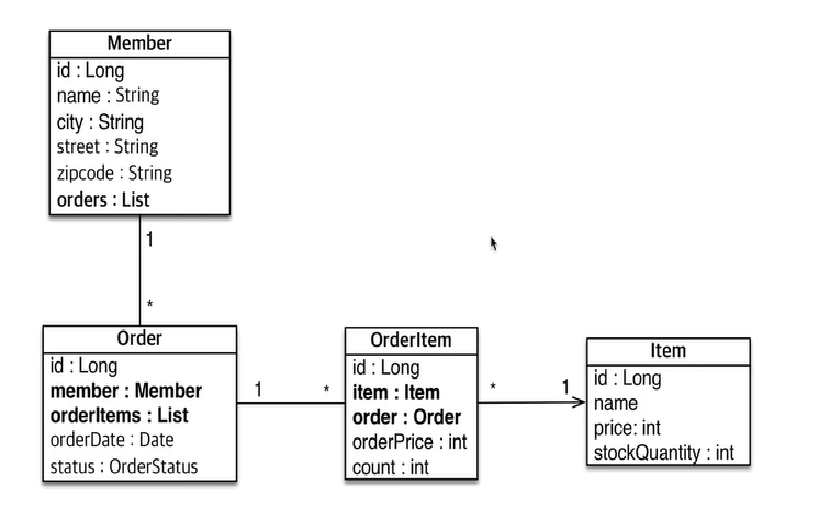 Member
id : Long
name : String
city : String
street : String
zipcode : String
orders : List
1
*
Order
id : Long
member : Member
orderItems : List
orderDate : Date
status : OrderStatus
1
*
OrderItem
id : Long
item : Item
order : Order
orderPrice : int
count : int
*
1
Item
id : Long
name
price: int
stockQuantity : int